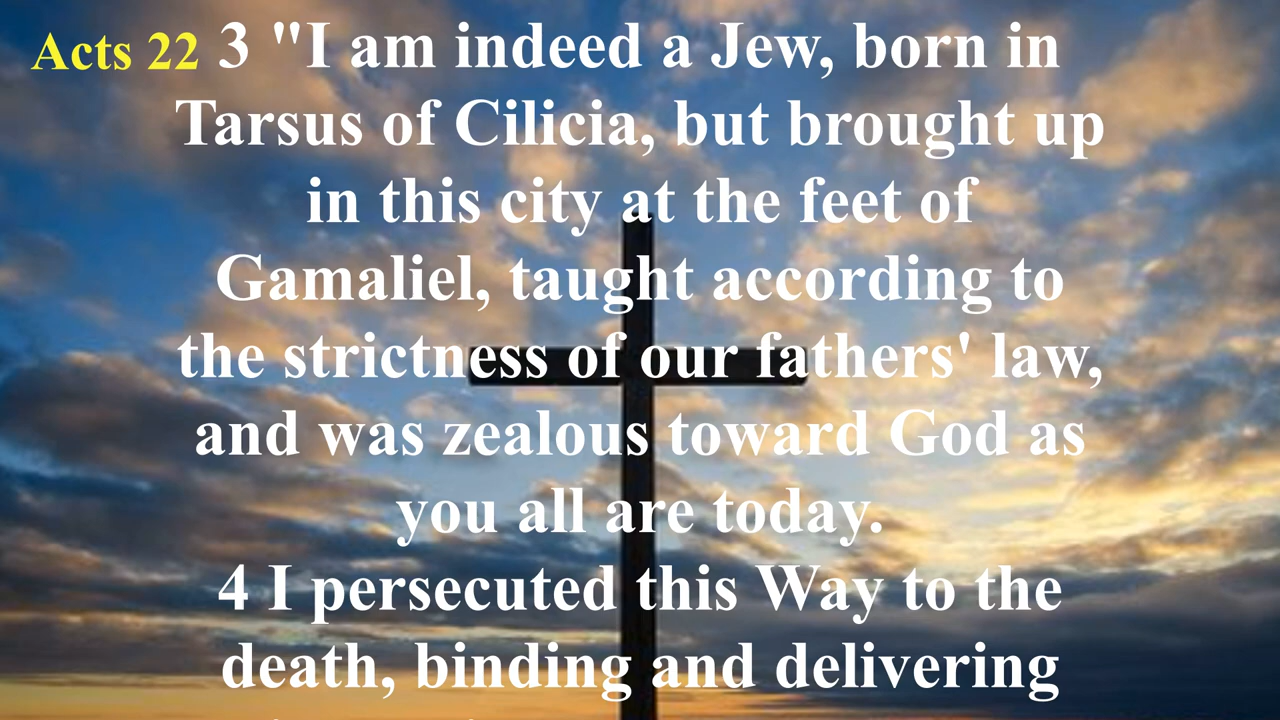 Acts 22 3 "I am indeed a Jew, born in
Tarsus of Cilicia, but brought up
in this city at the feet of
Gamaliel, taught according to
the strictness of our fathers' law,
and was zealous toward God as
you all are today.
4 I persecuted this Way to the
death, binding and delivering